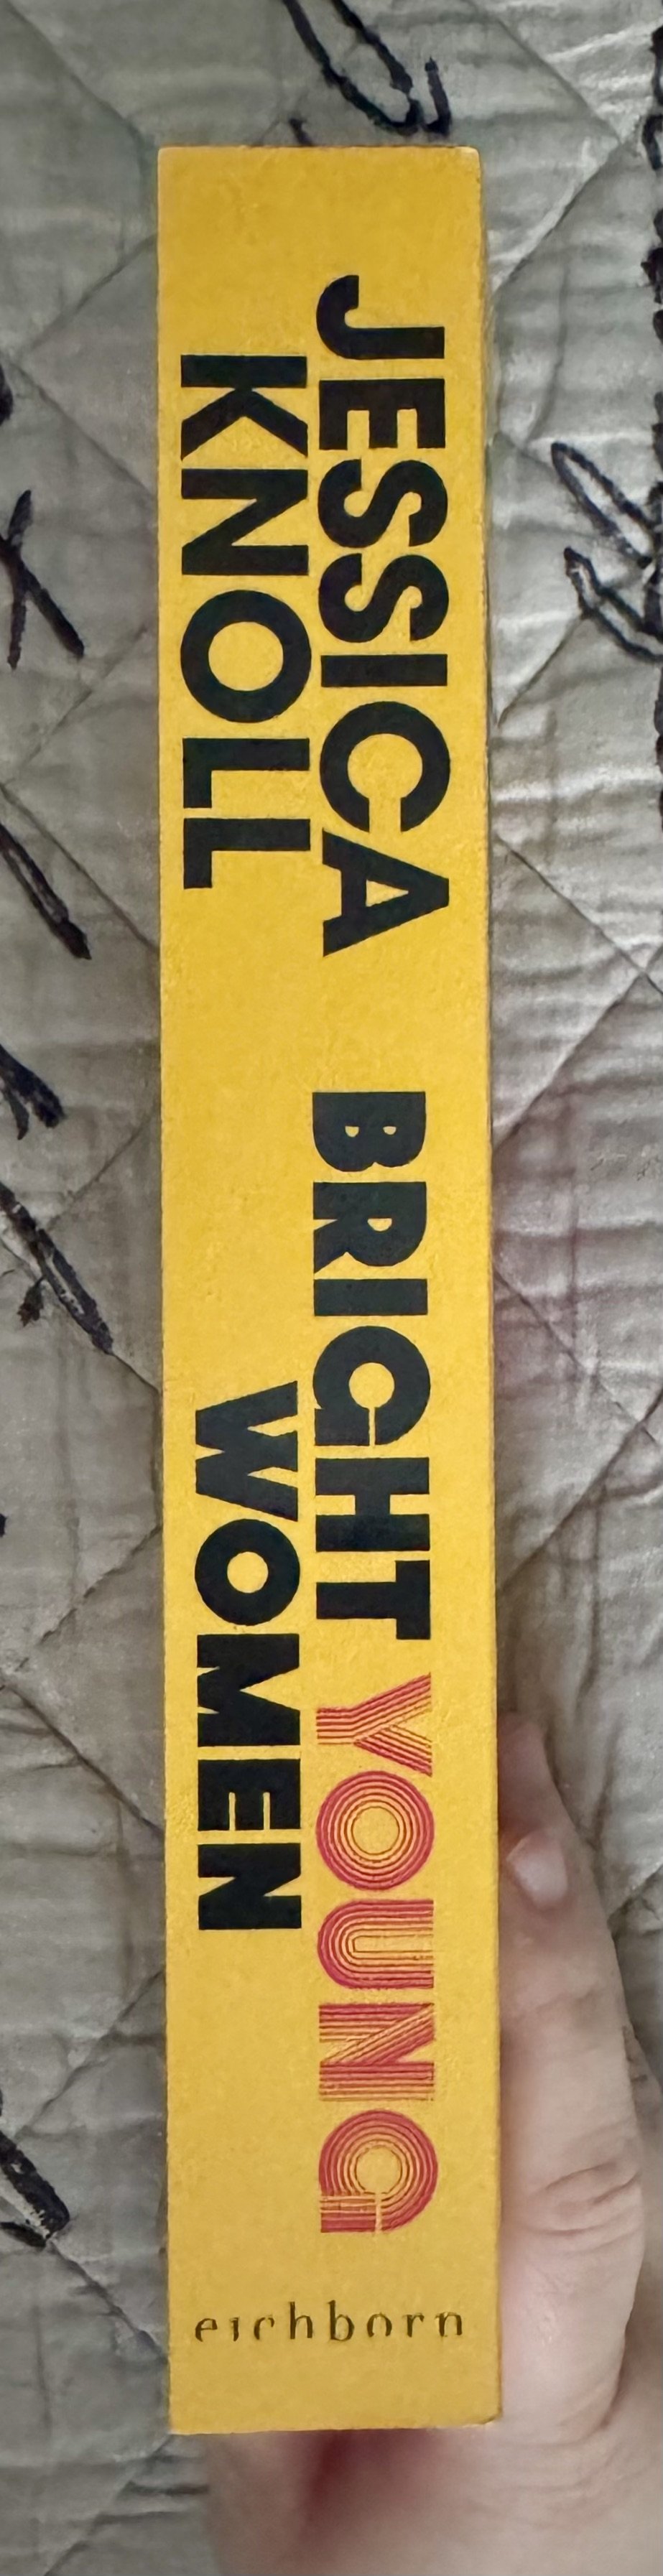 JESSICA
KNOLL
BRIGHT YOUNG
WOMEN
eichborn